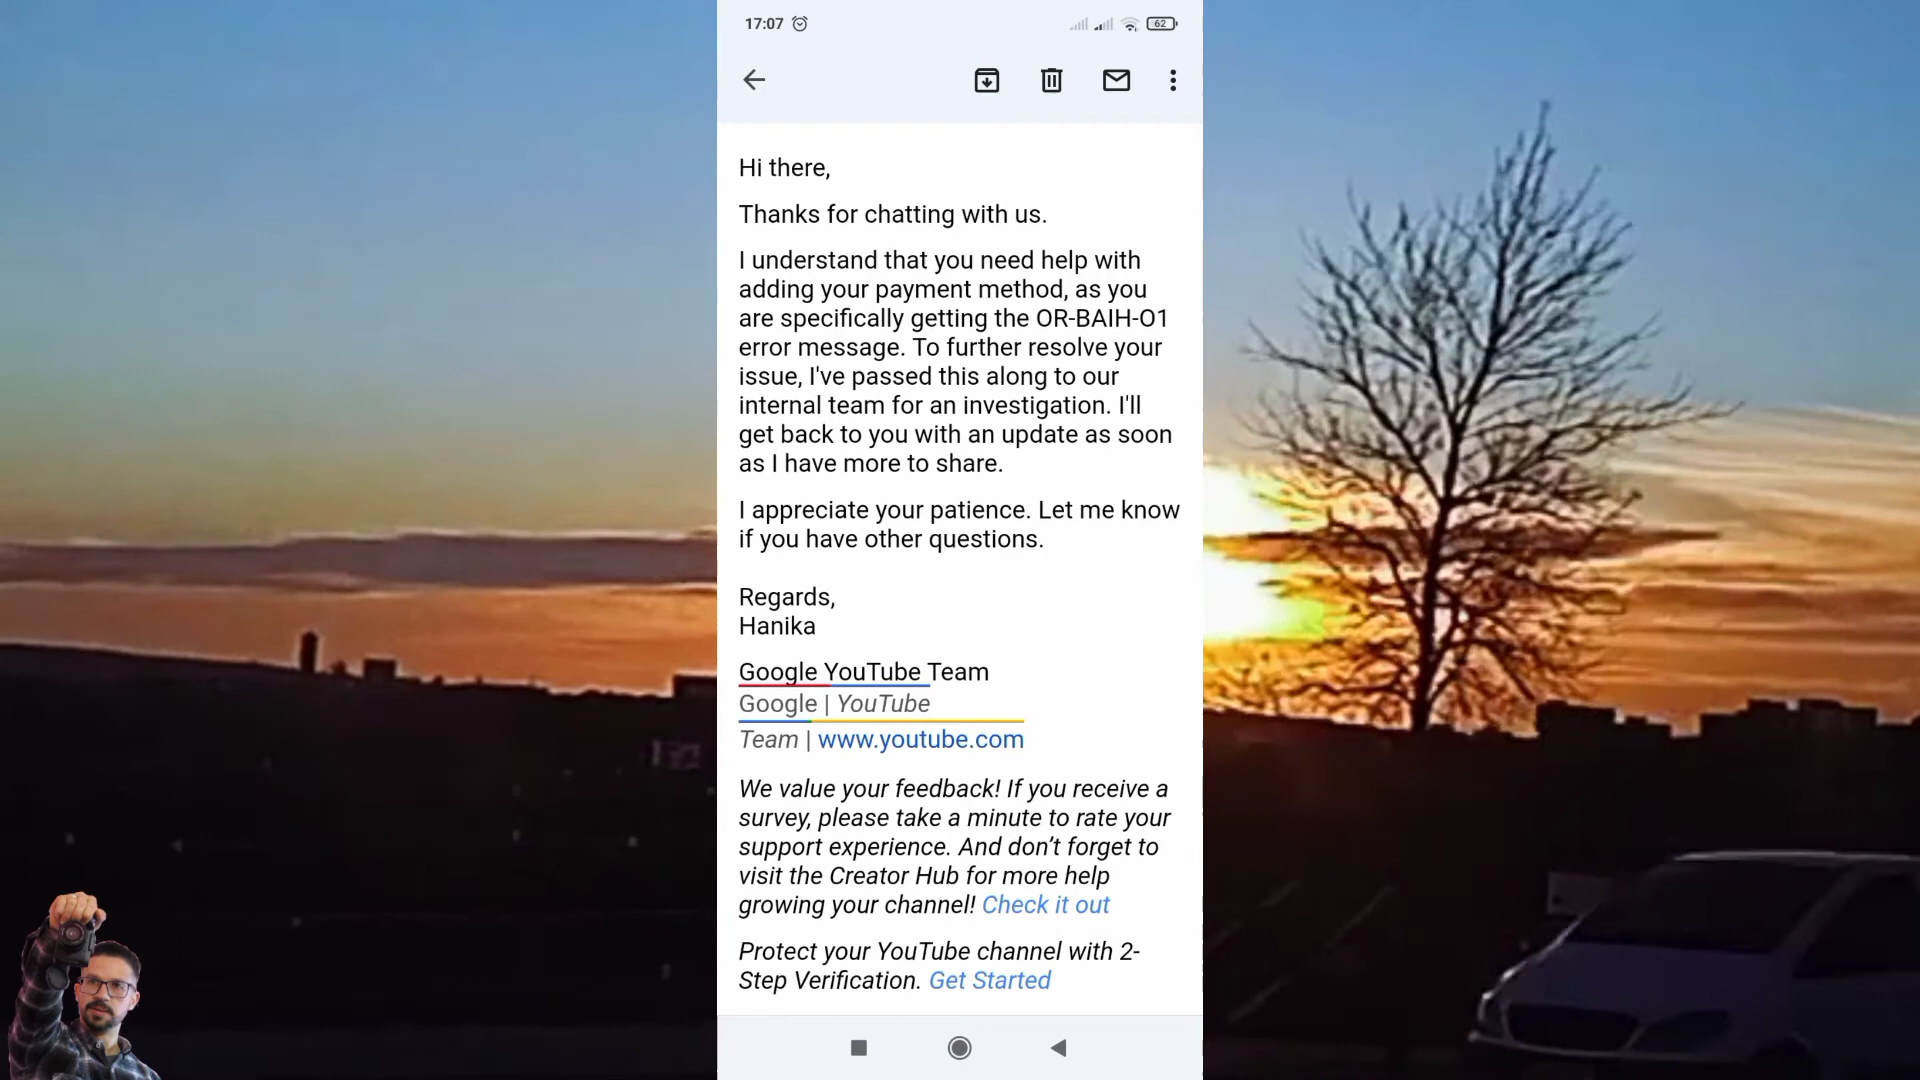 17:07
62
Hi there,
Thanks for chatting with us.
I understand that you need help with
adding your payment method, as you
are specifically getting the OR-BAIH-O1
error message. To further resolve your
issue, I've passed this along to our
internal team for an investigation. I'll
get back to you with an update as soon
as I have more to share.
I appreciate your patience. Let me know
if you have other questions.
Regards,
Hanika
Google YouTube Team
Google | YouTube
Team | www.youtube.com
We value your feedback! If you receive a
survey, please take a minute to rate your
support experience. And don’t forget to
visit the Creator Hub for more help
growing your channel! Check it out
Protect your YouTube channel with 2-
Step Verification. Get Started